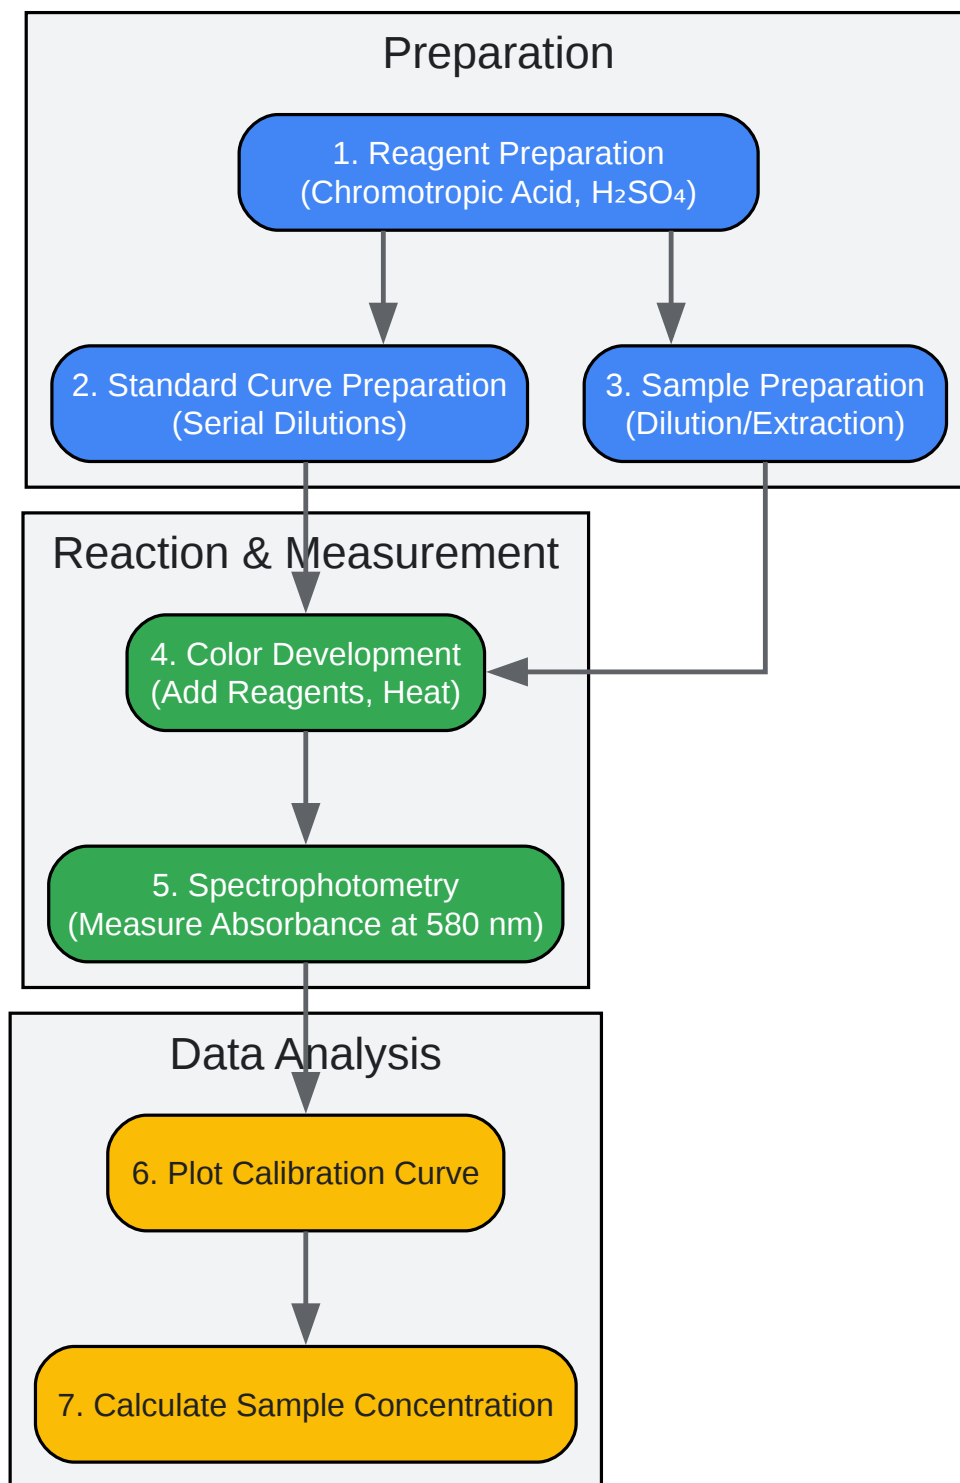 Preparation
1. Reagent Preparation
(Chromotropic Acid, H₂SO₄)
2. Standard Curve Preparation
(Serial Dilutions)
3. Sample Preparation
(Dilution/Extraction)
Reaction & Measurement
4. Color Development
(Add Reagents, Heat)
5. Spectrophotometry
(Measure Absorbance at 580 nm)
Data Analysis
6. Plot Calibration Curve
7. Calculate Sample Concentration